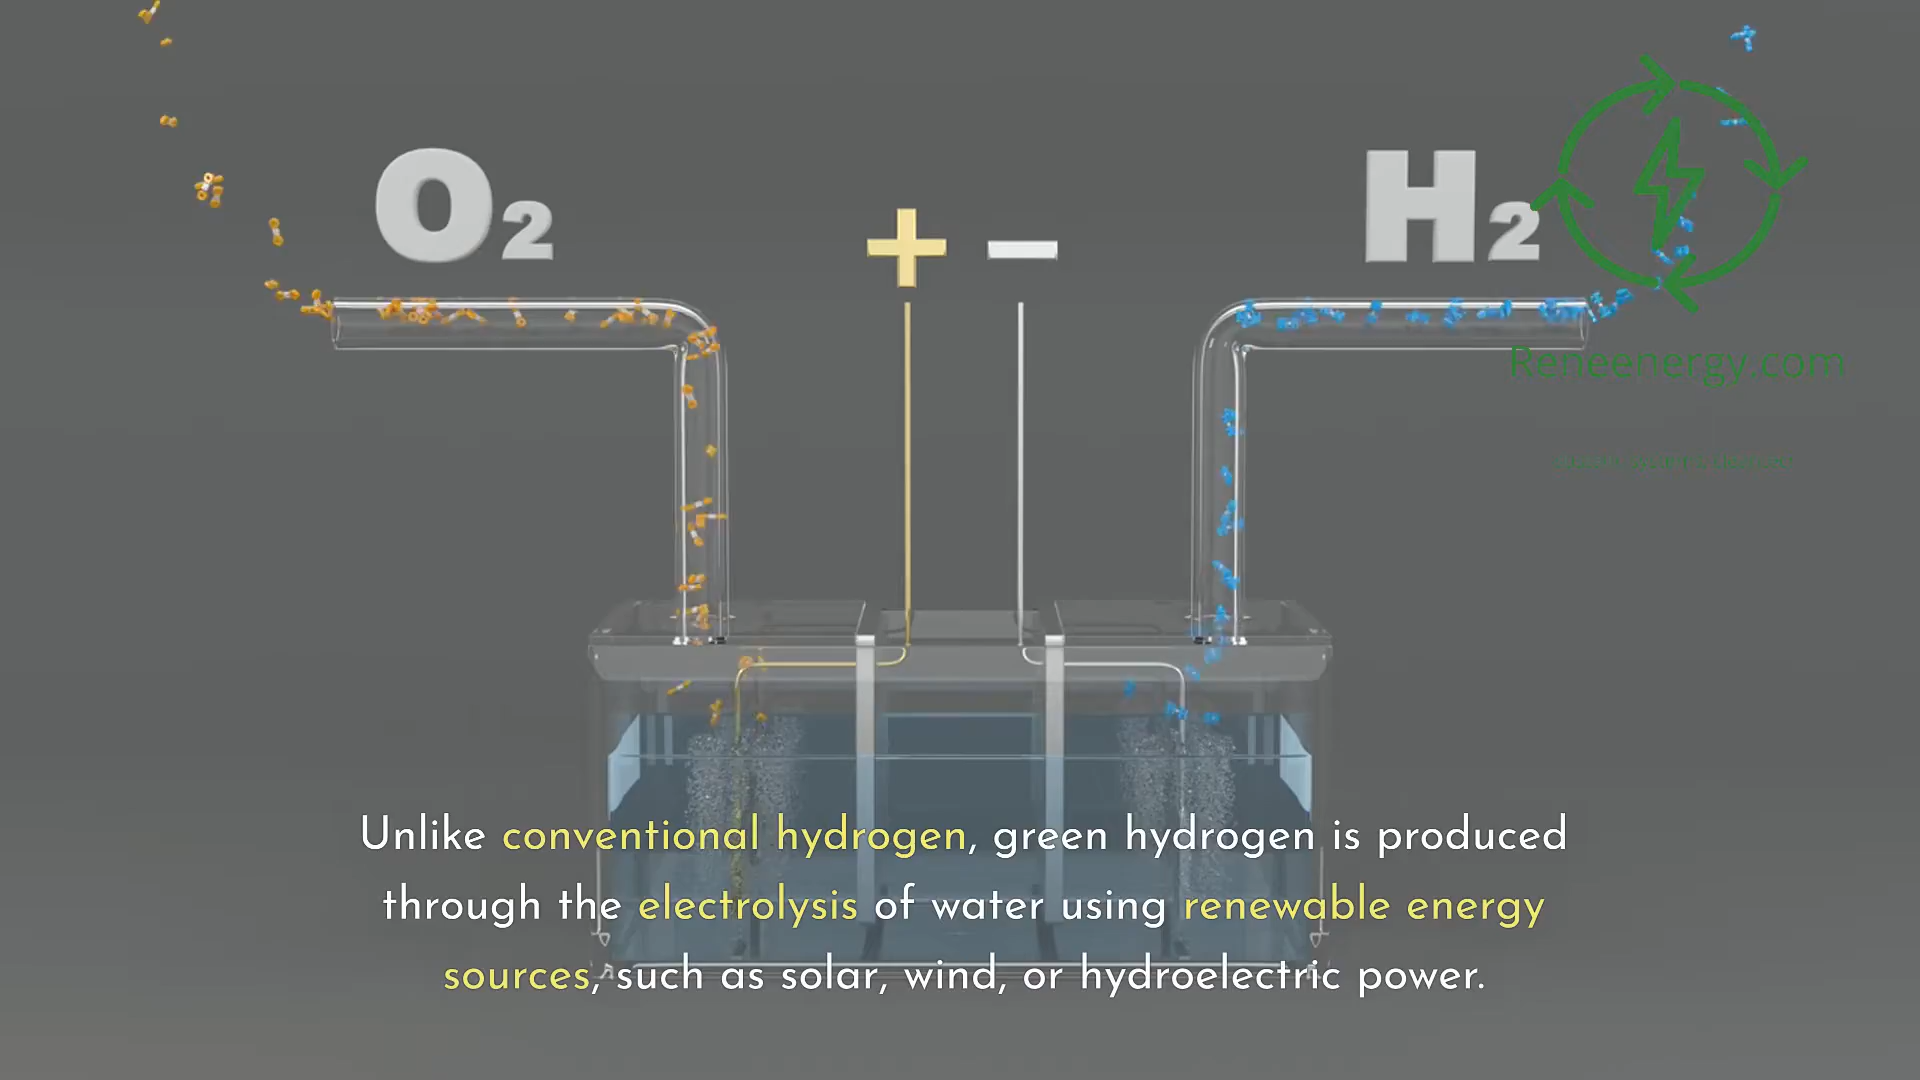 O2
+ −
H2
Reneenergy.com
Unlike conventional hydrogen, green hydrogen is produced
through the electrolysis of water using renewable energy
sources, such as solar, wind, or hydroelectric power.